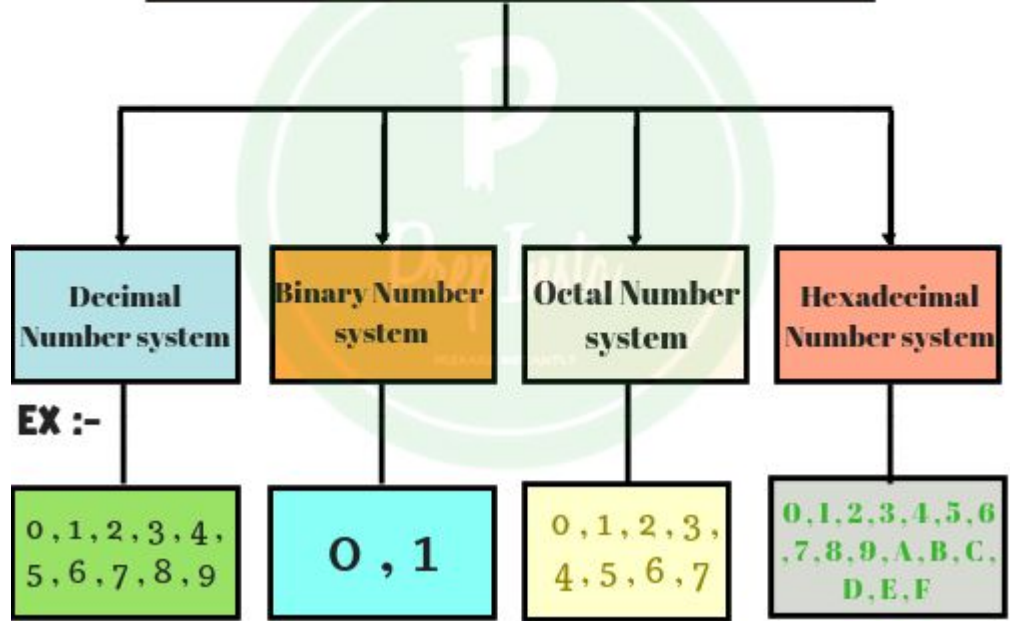 P
Prep Insta
Decimal
Number system
Binary Number
system
Octal Number
system
Hexadecimal
Number system
EX :-
0 , 1 , 2 , 3 , 4 ,
5 , 6 , 7 , 8 , 9
0 , 1
0 , 1 , 2 , 3 ,
4 , 5 , 6 , 7
0 , 1 , 2 , 3 , 4 , 5 , 6
, 7 , 8 , 9 , A , B , C ,
D , E , F